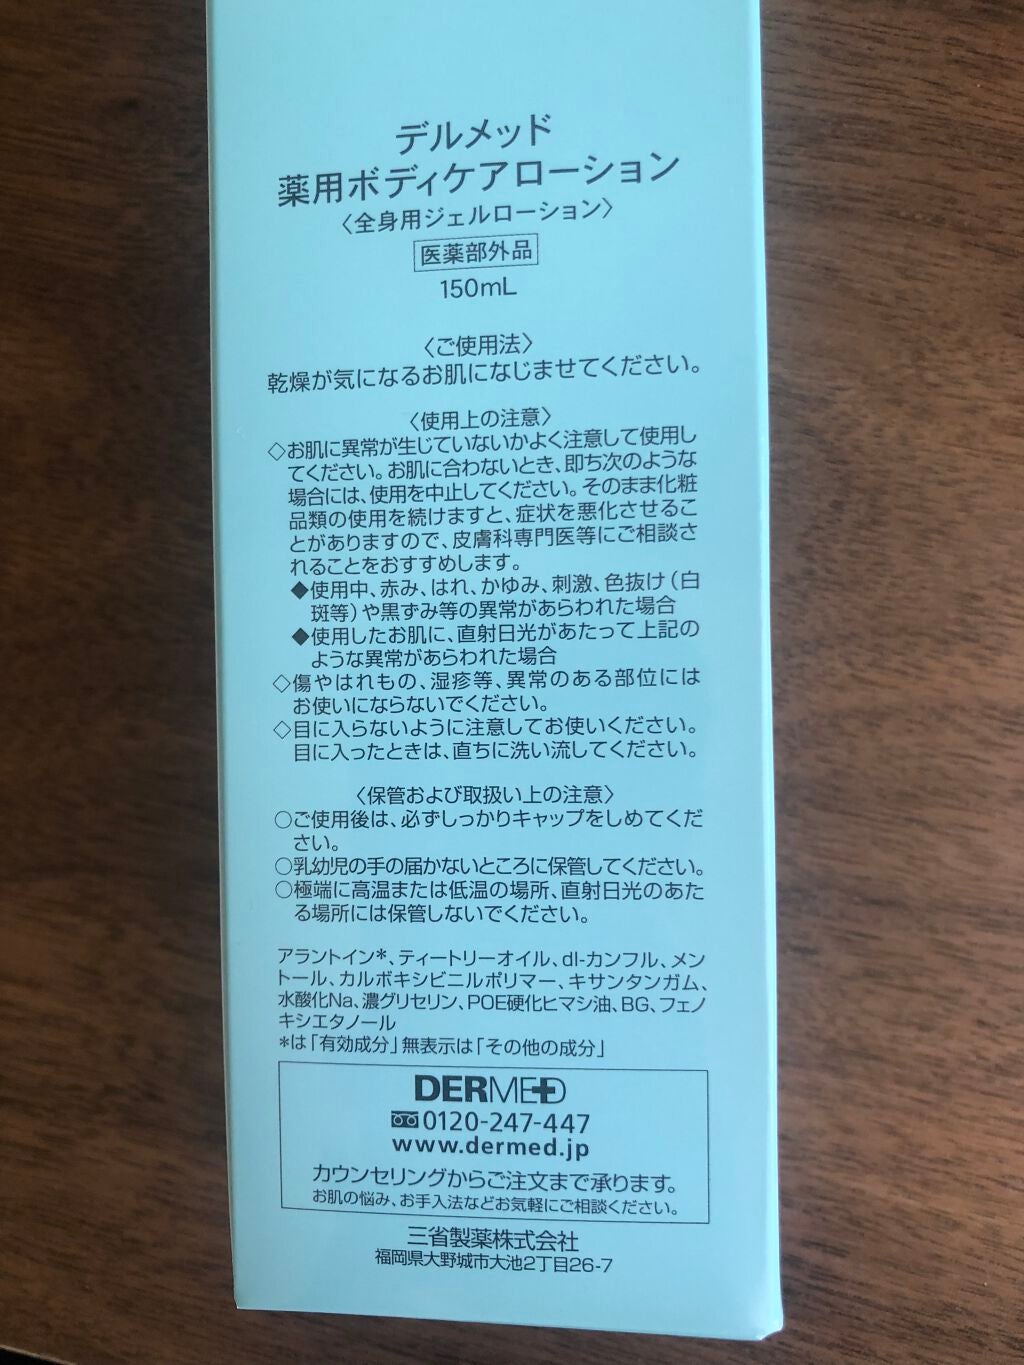 デルメッド
薬用ボディケアローション
〈全身用ジェルローション〉
医薬部外品
150mL
〈ご使用法〉
乾燥が気になるお肌になじませてください。
〈使用上の注意〉
◇お肌に異常が生じていないかよく注意して使用し
てください。お肌に合わないとき、即ち次のような
場合には、使用を中止してください。そのまま化粧
品類の使用を続けますと、症状を悪化させるこ
とがありますので、皮膚科専門医等にご相談さ
れることをおすすめします。
◆使用中、赤み、はれ、かゆみ、刺激、色抜け（白
斑等）や黒ずみ等の異常があらわれた場合
◆使用したお肌に、直射日光があたって上記の
ような異常があらわれた場合
◇傷やはれもの、湿疹等、異常のある部位には
お使いにならないでください。
◇目に入らないように注意してお使いください。
目に入ったときは、直ちに洗い流してください。
〈保管および取扱い上の注意〉
○ご使用後は、必ずしっかりキャップをしめてくだ
さい。
○乳幼児の手の届かないところに保管してください。
○極端に高温または低温の場所、直射日光のあた
る場所には保管しないでください。
アラントイン*、ティートリーオイル、dl-カンフル、メン
トール、カルボキシビニルポリマー、キサンタンガム、
水酸化Na、濃グリセリン、POE硬化ヒマシ油、BG、フェノ
キシエタノール
*は「有効成分」無表示は「その他の成分」
DERMED
0120-247-447
www.dermed.jp
カウンセリングからご注文まで承ります。
お肌の悩み、お手入法などお気軽にご相談ください。
三省製薬株式会社
福岡県大野城市大池2丁目26-7